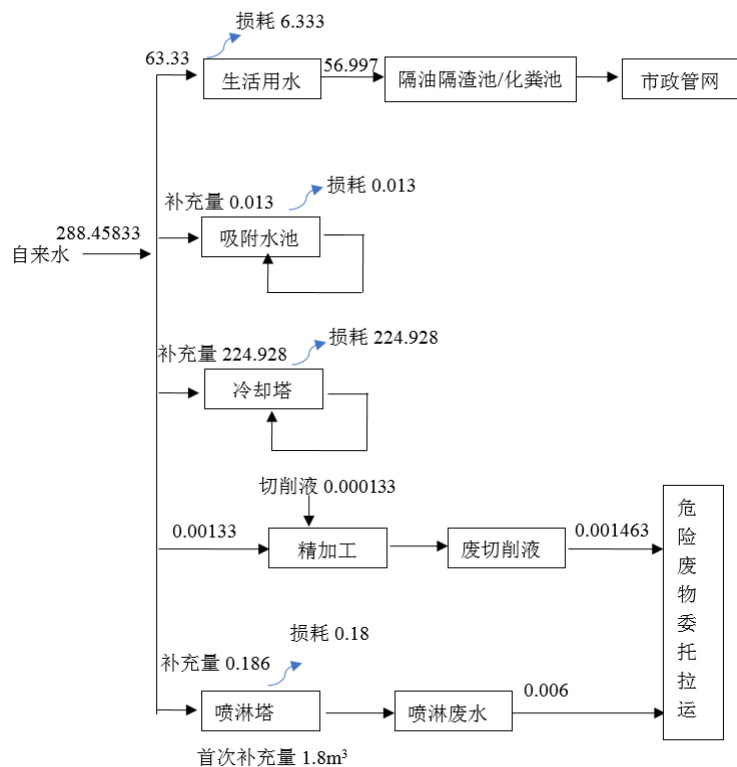 损耗 6.333
63.33
生活用水
56.997
隔油隔渣池/化粪池
市政管网
损耗 0.013
补充量 0.013
吸附水池
288.45833
自来水
损耗 224.928
补充量 224.928
冷却塔
切削液 0.000133
0.00133
精加工
废切削液
0.001463
危险废物委托拉运
损耗 0.18
补充量 0.186
喷淋塔
喷淋废水
0.006
首次补充量 1.8m³